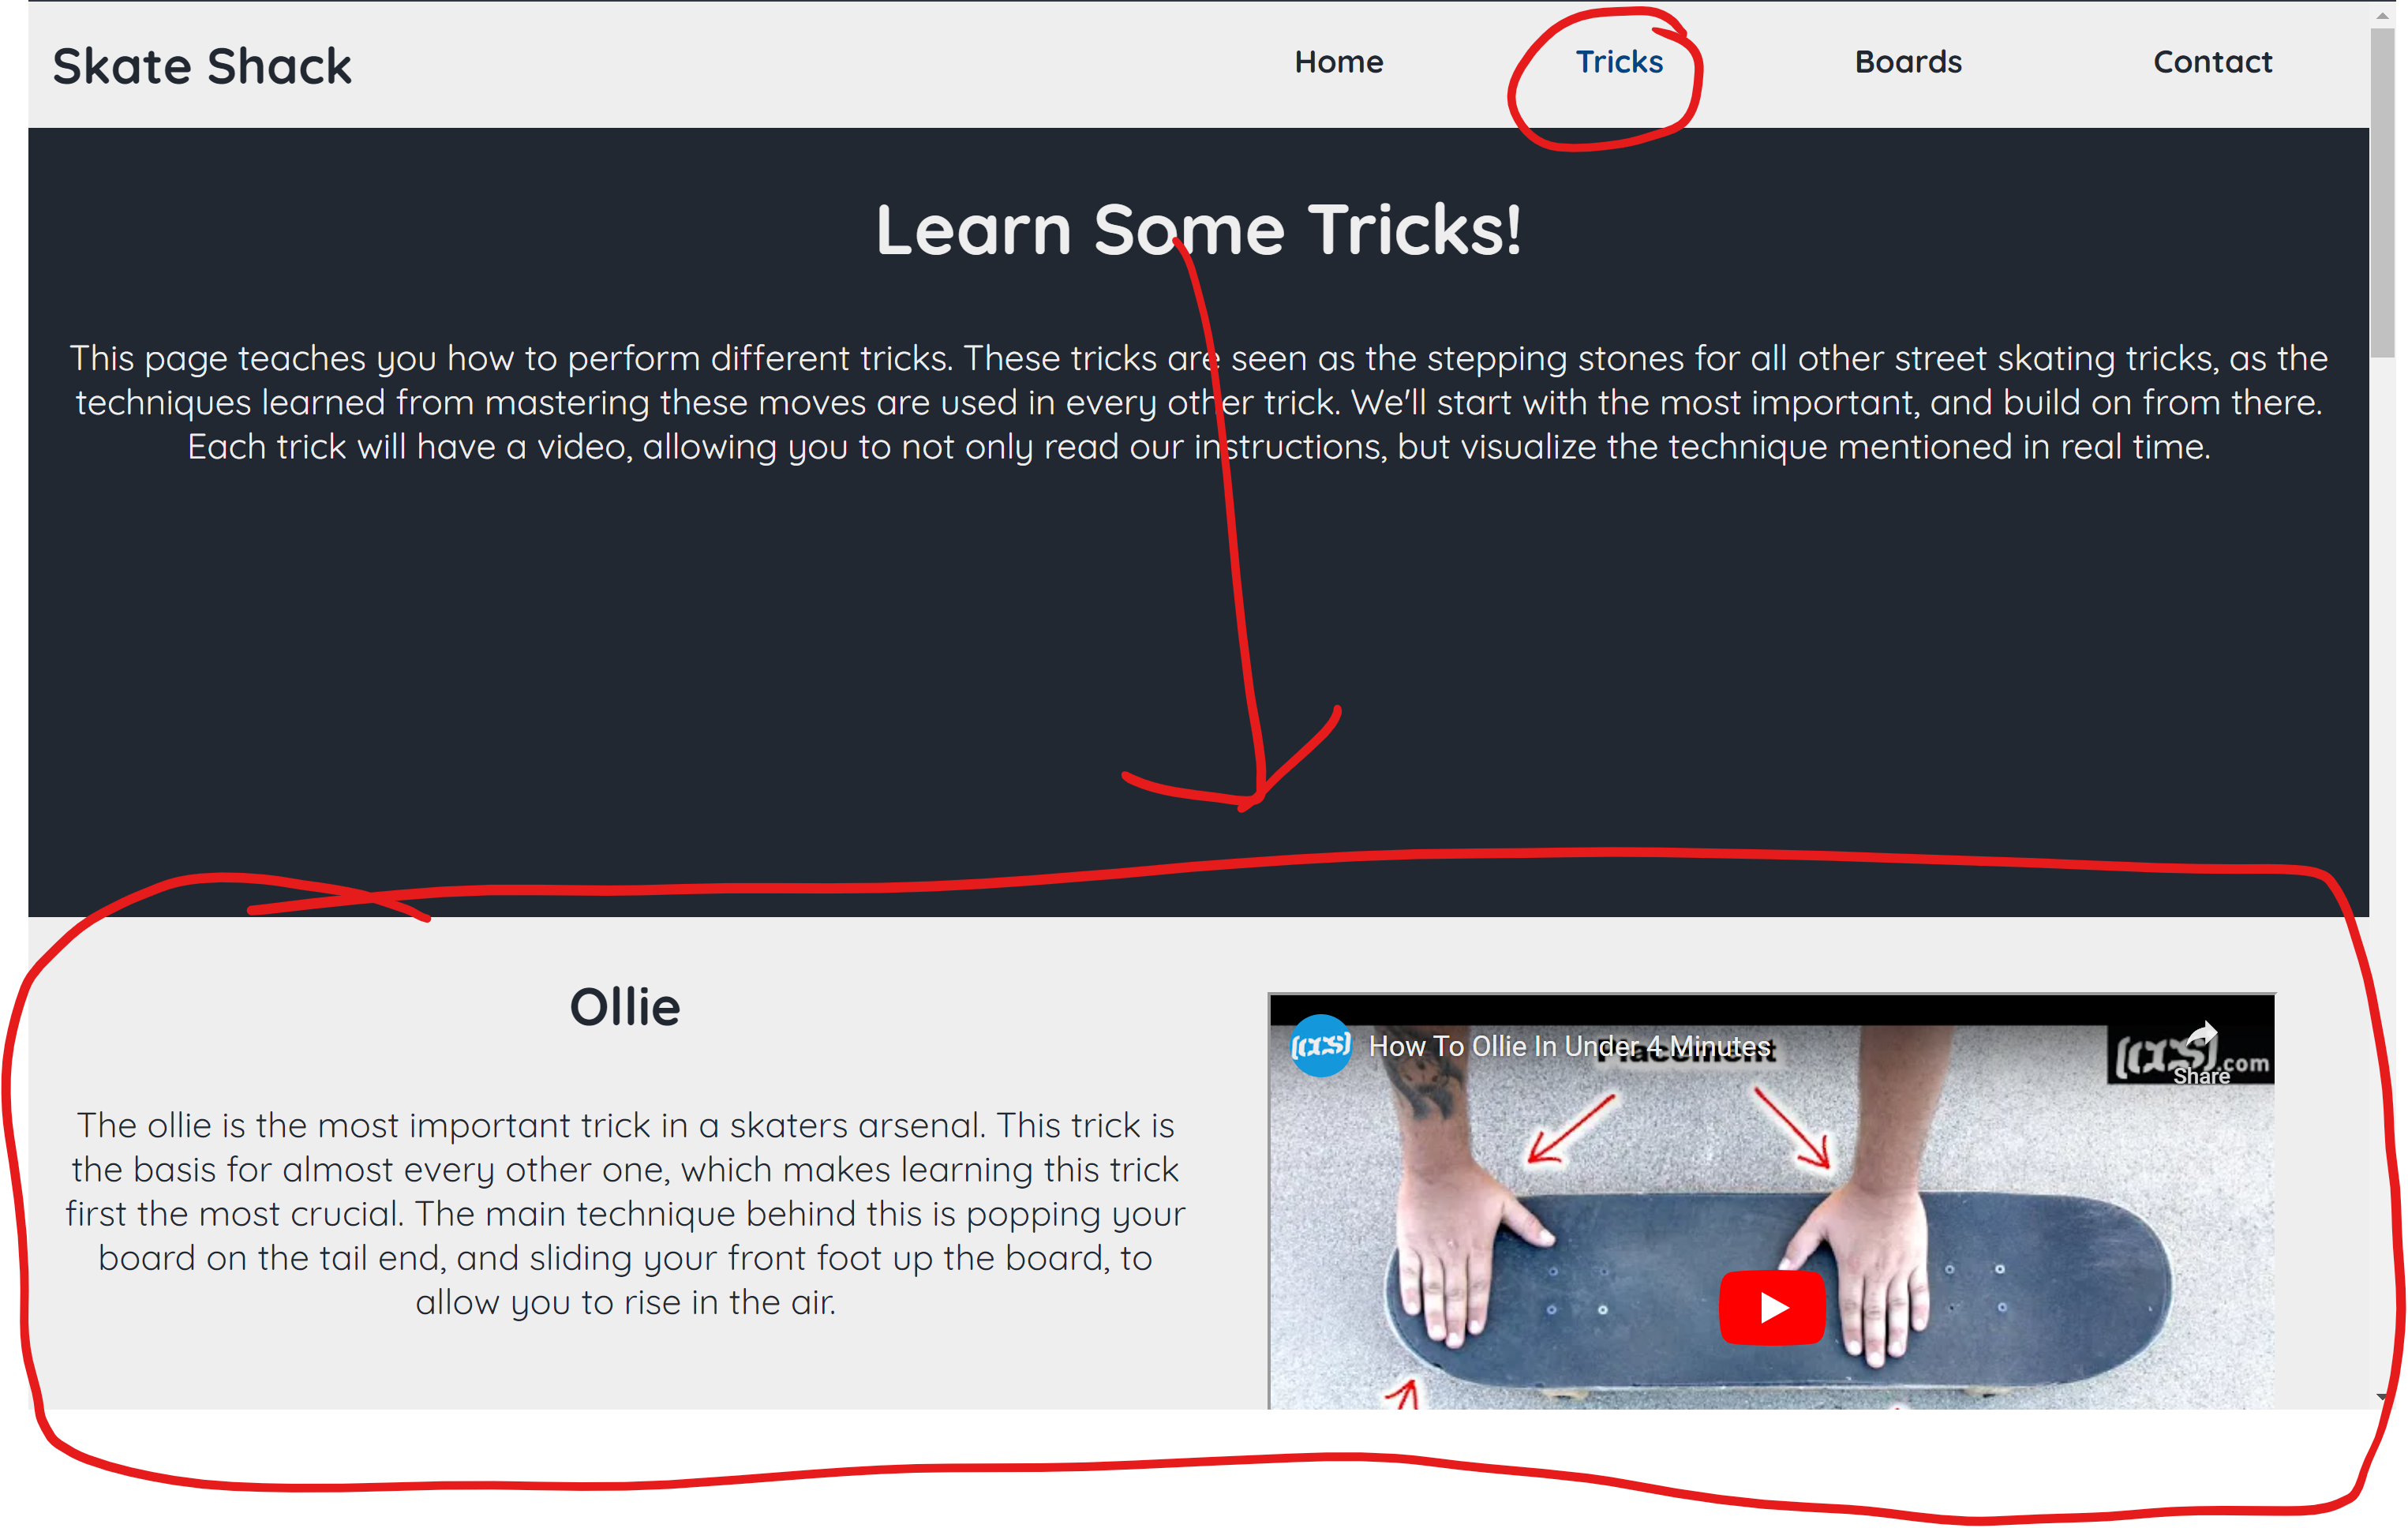 Skate Shack
Home Tricks Boards Contact
Learn Some Tricks!
This page teaches you how to perform different tricks. These tricks are seen as the stepping stones for all other street skating tricks, as the
techniques learned from mastering these moves are used in every other trick. We'll start with the most important, and build on from there.
Each trick will have a video, allowing you to not only read our instructions, but visualize the technique mentioned in real time.
Ollie
The ollie is the most important trick in a skaters arsenal. This trick is
the basis for almost every other one, which makes learning this trick
first the most crucial. The main technique behind this is popping your
board on the tail end, and sliding your front foot up the board, to
allow you to rise in the air.
How To Ollie In Under 4 Minutes
Placement
.com
Share